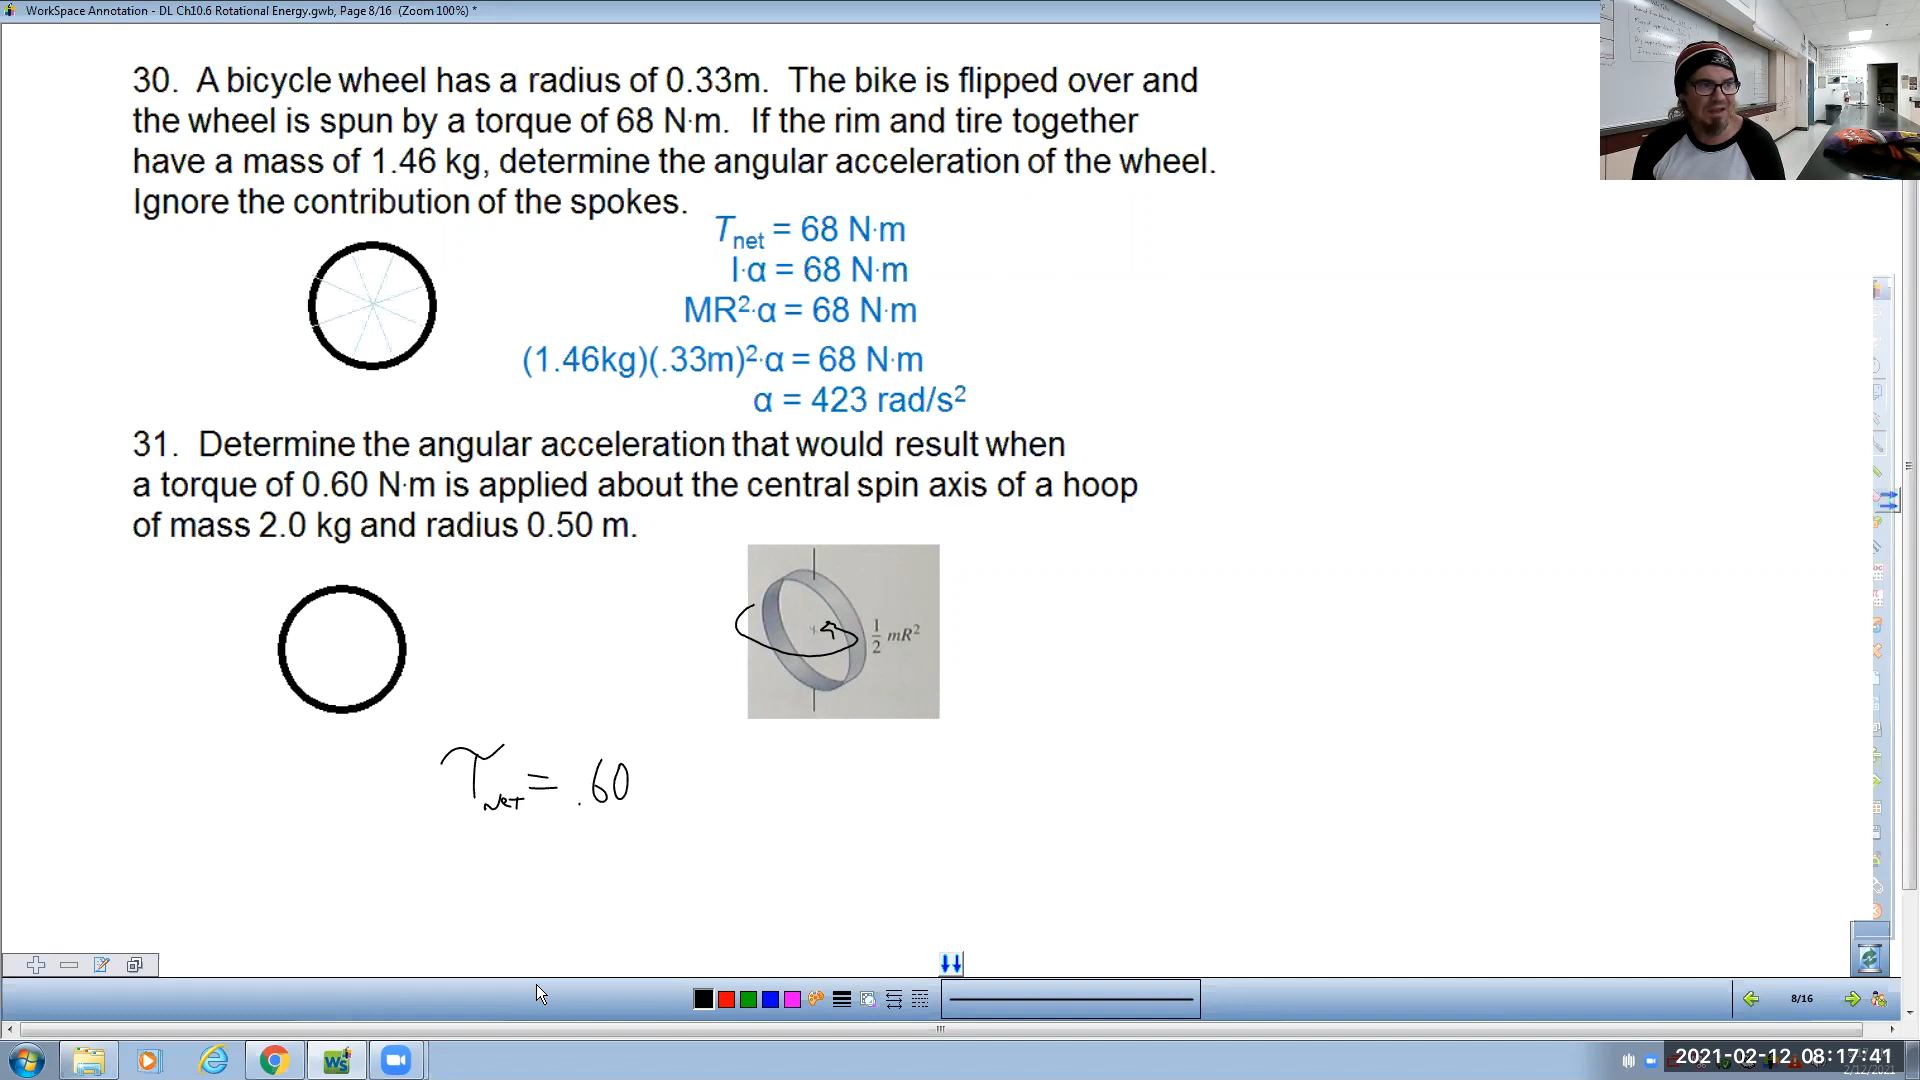 WorkSpace Annotation - DL Ch10.6 Rotational Energy.gwb, Page 8/16 (Zoom 100%) *
30. A bicycle wheel has a radius of 0.33m. The bike is flipped over and
the wheel is spun by a torque of 68 N·m. If the rim and tire together
have a mass of 1.46 kg, determine the angular acceleration of the wheel.
Ignore the contribution of the spokes.
Tnet = 68 N·m
I·α = 68 N·m
MR²·α = 68 N·m
(1.46kg)(.33m)²·α = 68 N·m
α = 423 rad/s²
31. Determine the angular acceleration that would result when
a torque of 0.60 N·m is applied about the central spin axis of a hoop
of mass 2.0 kg and radius 0.50 m.
1/2 mR²
τNET = .60
8/16
2021-02-12 08:17:41
2/12/2021